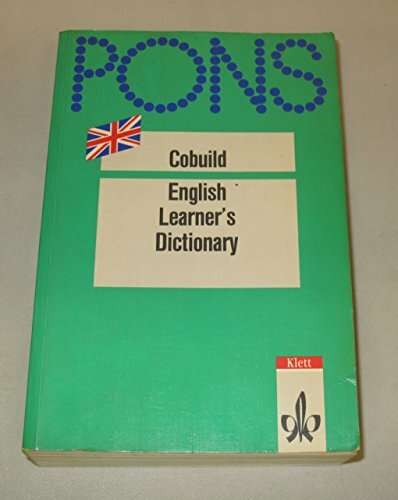 PONS
Cobuild
English
Learner's
Dictionary
Klett